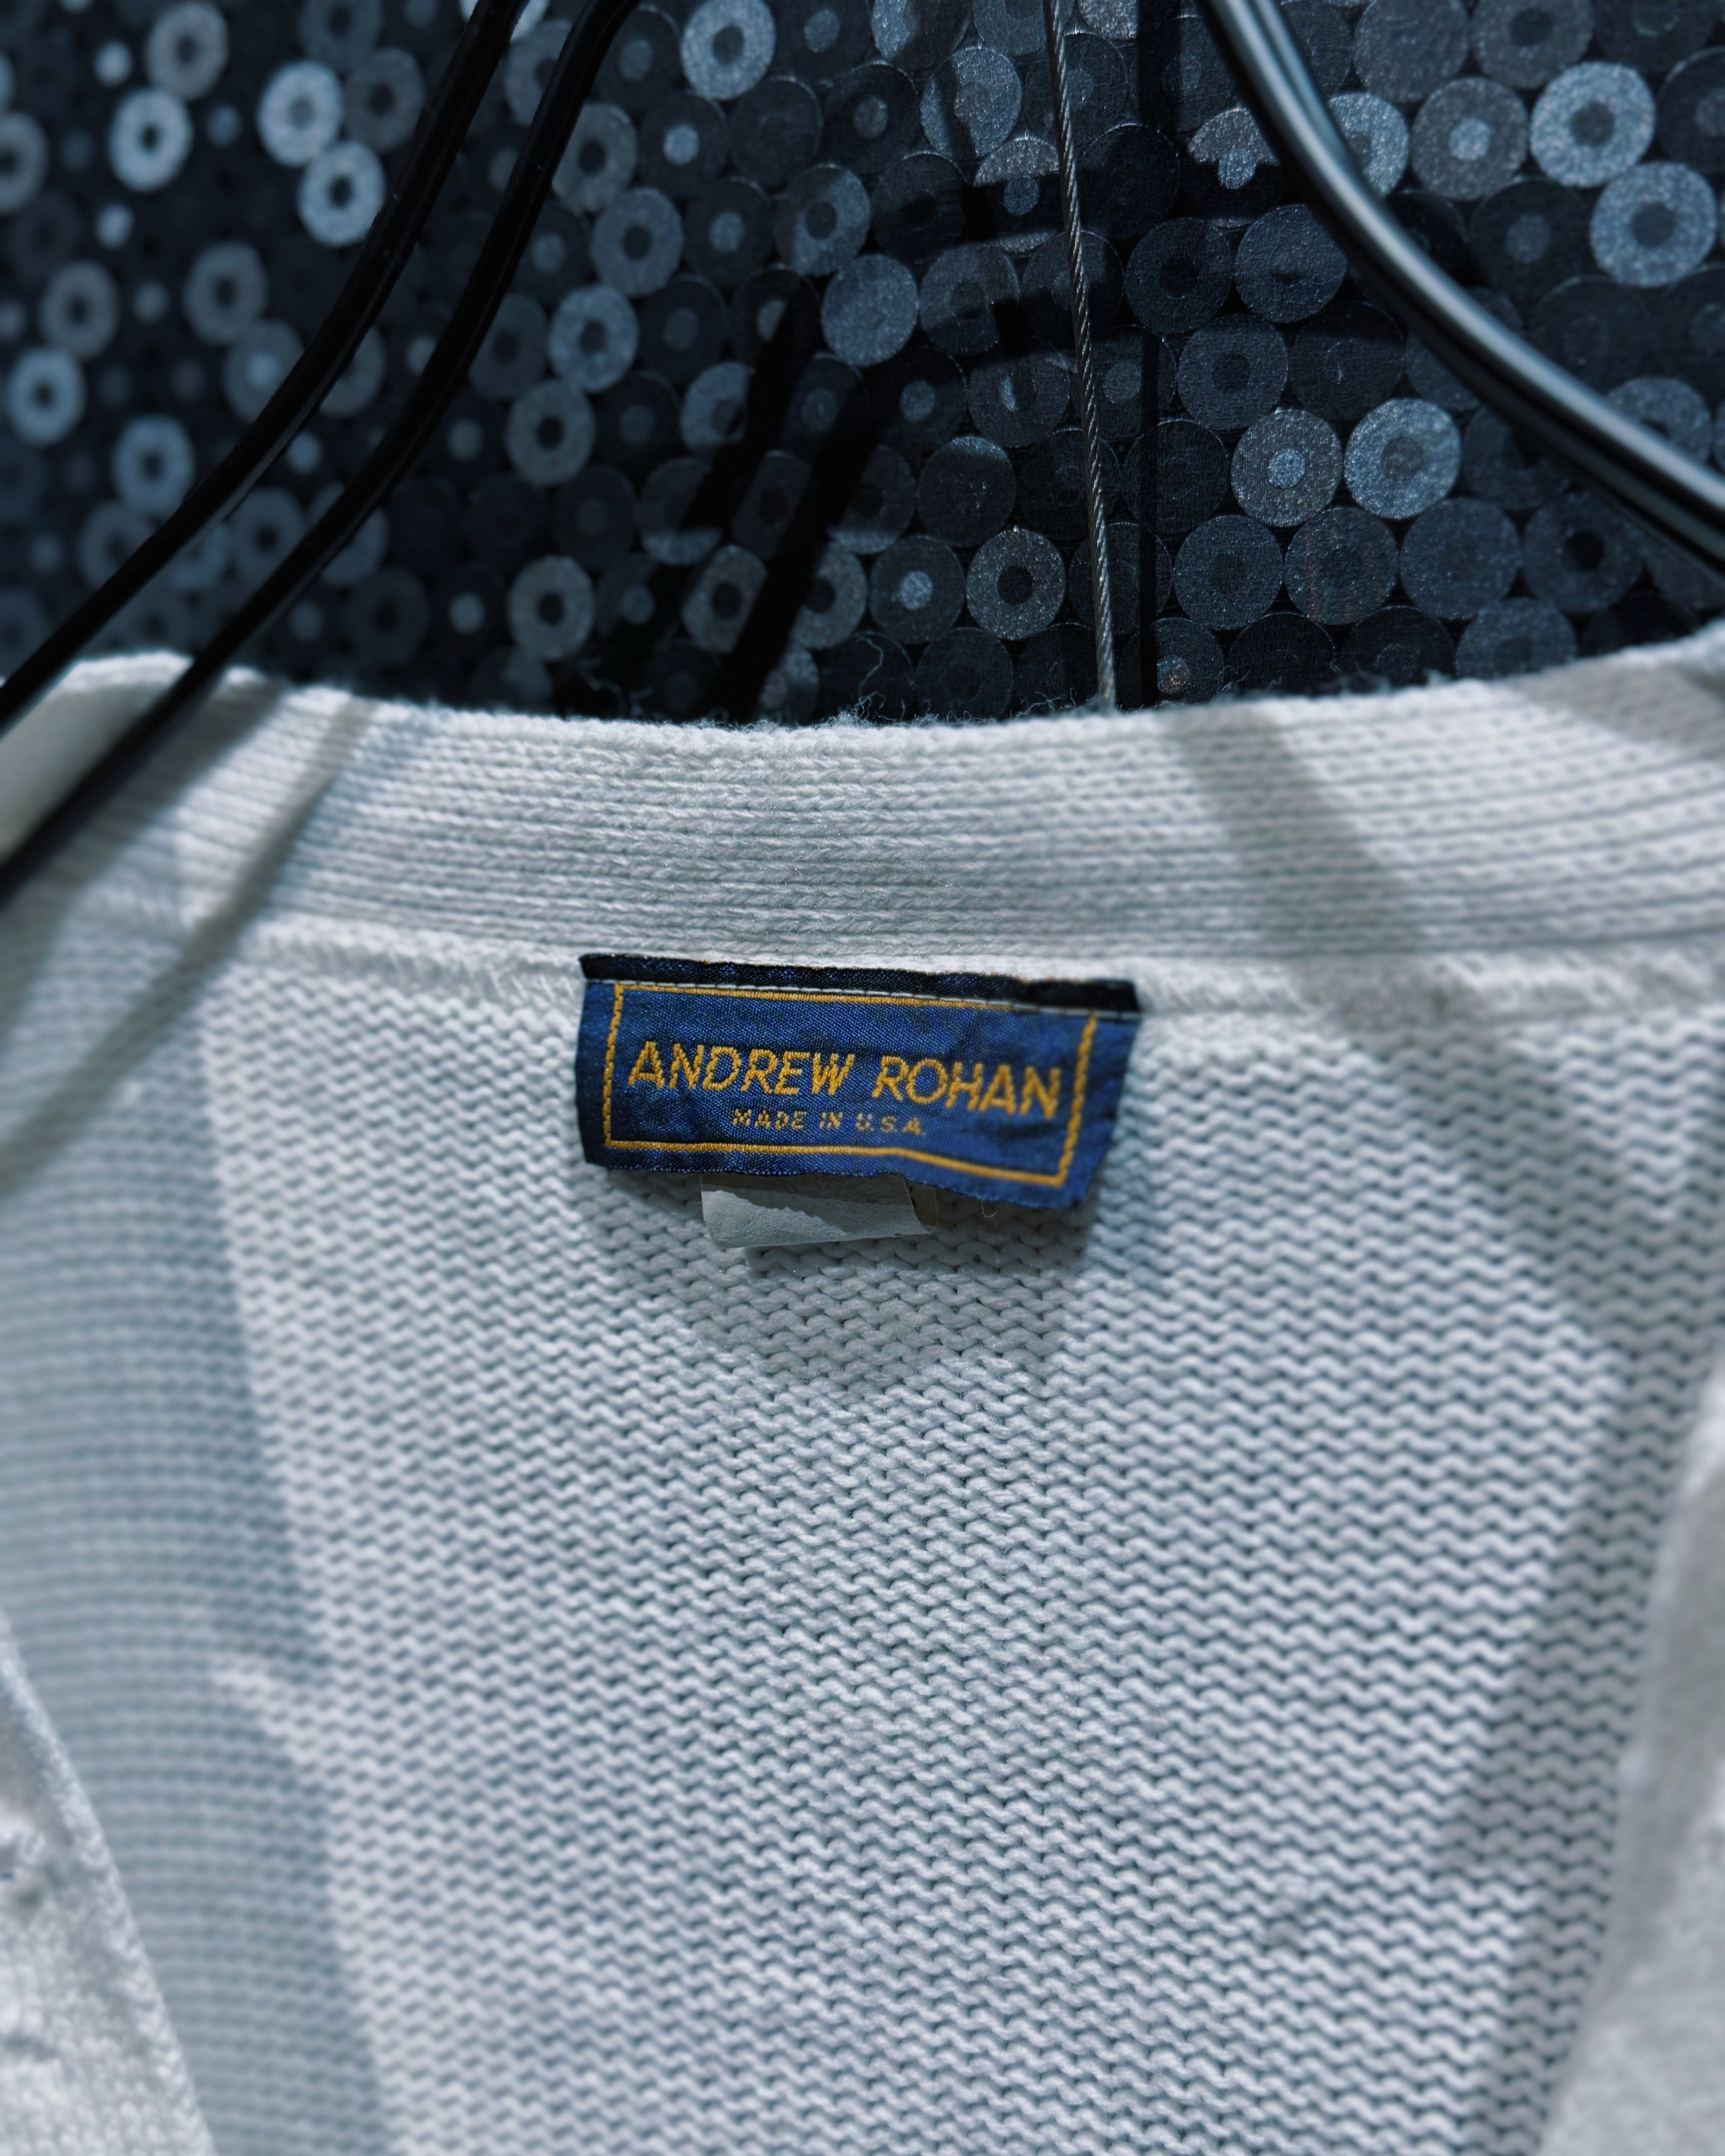 ANDREW ROHAN
MADE IN U.S.A.